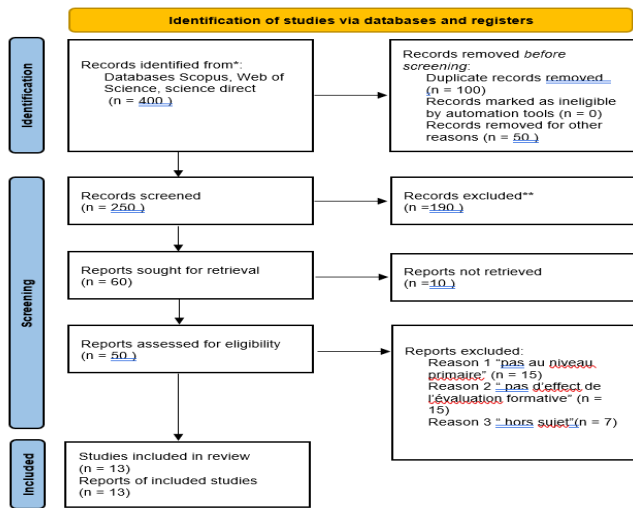 Identification of studies via databases and registers
Identification
Records identified from*:
Databases Scopus, Web of
Science, science direct
(n = 400 )
Records removed before
screening:
Duplicate records removed
(n = 100)
Records marked as ineligible
by automation tools (n = 0)
Records removed for other
reasons (n = 50 )
Screening
Records screened
(n = 250 )
Records excluded**
(n =190 )
Reports sought for retrieval
(n = 60)
Reports not retrieved
(n =10 )
Reports assessed for eligibility
(n = 50 )
Reports excluded:
Reason 1 “pas au niveau
primaire” (n = 15)
Reason 2 “ pas d’effect de
l’évaluation formative” (n =
15)
Reason 3 “ hors sujet”(n = 7)
Included
Studies included in review
(n = 13)
Reports of included studies
(n = 13)